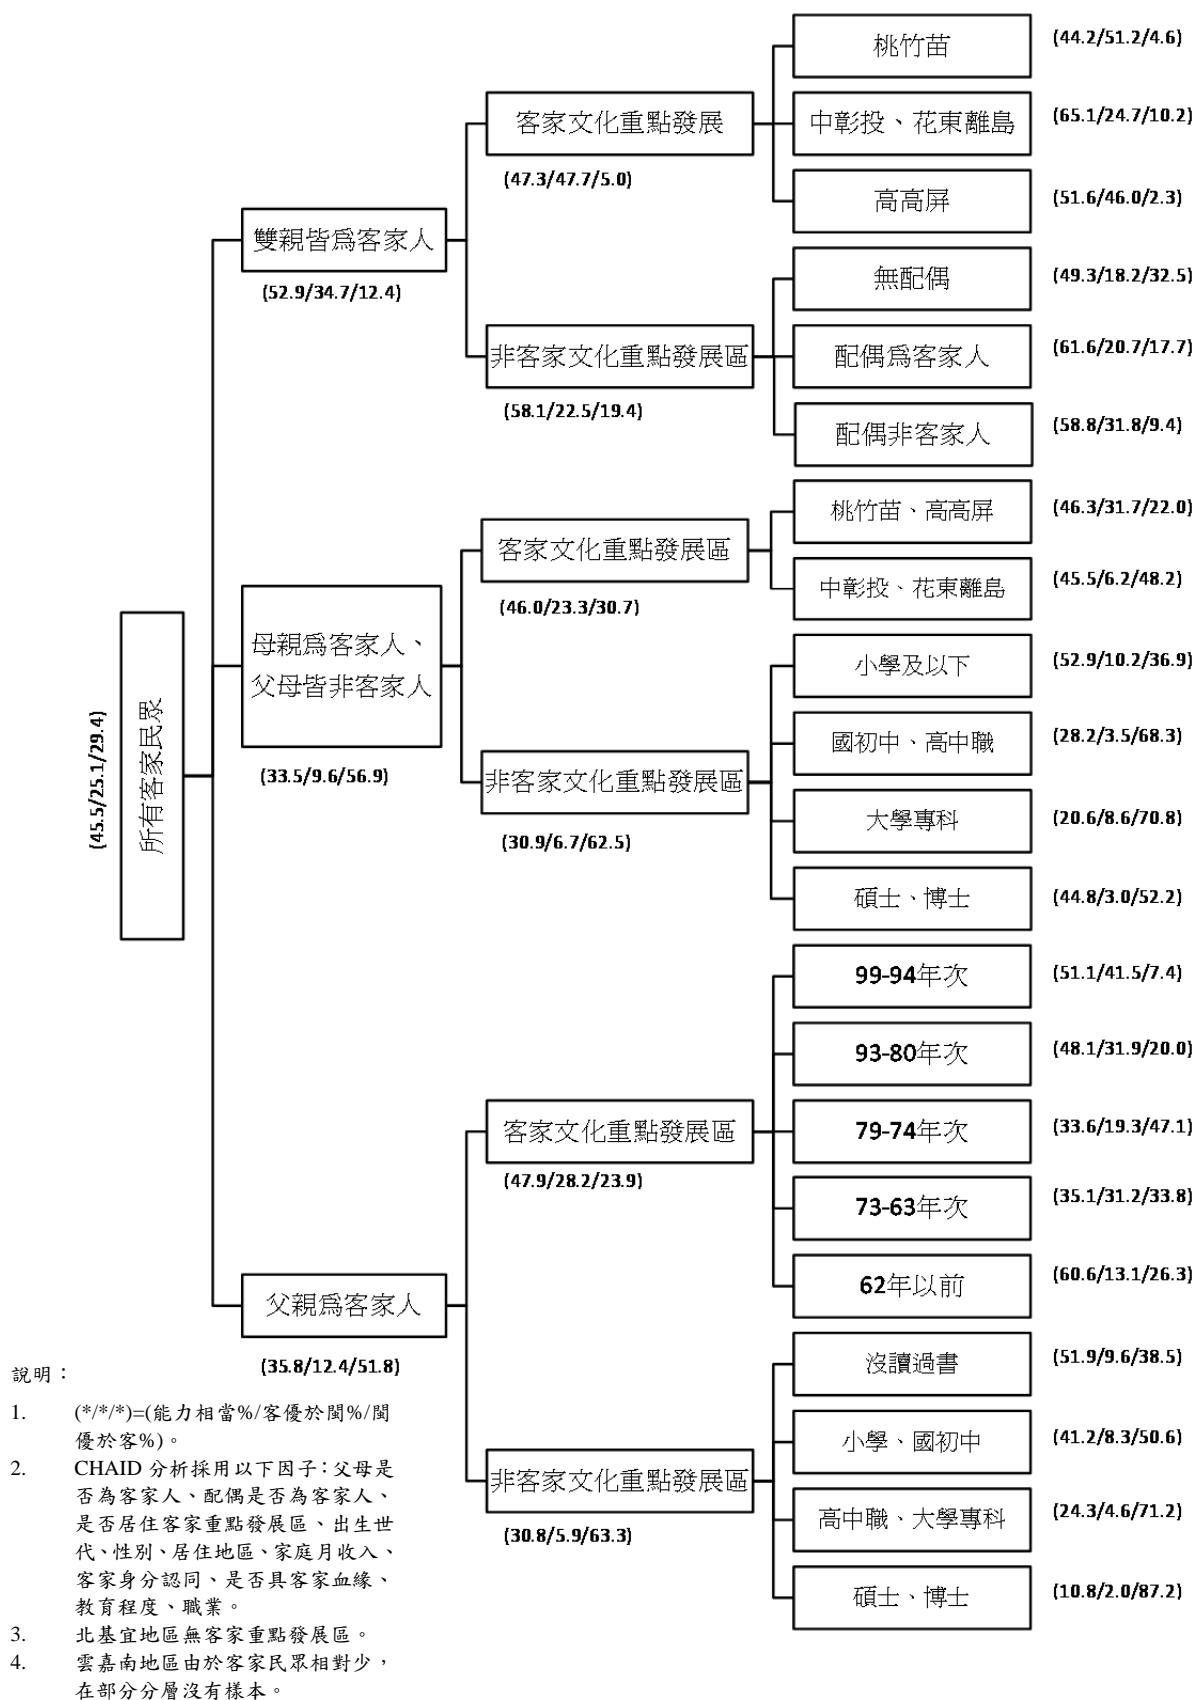 所有客家民眾
(45.5/25.1/29.4)
雙親皆為客家人
(52.9/34.7/12.4)
客家文化重點發展
(47.3/47.7/5.0)
桃竹苗
(44.2/51.2/4.6)
中彰投、花東離島
(65.1/24.7/10.2)
高高屏
(51.6/46.0/2.3)
非客家文化重點發展區
(58.1/22.5/19.4)
無配偶
(49.3/18.2/32.5)
配偶為客家人
(61.6/20.7/17.7)
配偶非客家人
(58.8/31.8/9.4)
母親為客家人、
父母皆非客家人
(33.5/9.6/56.9)
客家文化重點發展區
(46.0/23.3/30.7)
桃竹苗、高高屏
(46.3/31.7/22.0)
中彰投、花東離島
(45.5/6.2/48.2)
非客家文化重點發展區
(30.9/6.7/62.5)
小學及以下
(52.9/10.2/36.9)
國初中、高中職
(28.2/3.5/68.3)
大學專科
(20.6/8.6/70.8)
碩士、博士
(44.8/3.0/52.2)
父親為客家人
(35.8/12.4/51.8)
客家文化重點發展區
(47.9/28.2/23.9)
99-94年次
(51.1/41.5/7.4)
93-80年次
(48.1/31.9/20.0)
79-74年次
(33.6/19.3/47.1)
73-63年次
(35.1/31.2/33.8)
62年以前
(60.6/13.1/26.3)
非客家文化重點發展區
(30.8/5.9/63.3)
沒讀過書
(51.9/9.6/38.5)
小學、國初中
(41.2/8.3/50.6)
高中職、大學專科
(24.3/4.6/71.2)
碩士、博士
(10.8/2.0/87.2)
說明：
1. (*/*/*)=(能力相當%/客優於閩%/閩
優於客%)。
2. CHAID 分析採用以下因子：父母是
否為客家人、配偶是否為客家人、
是否居住客家重點發展區、出生世
代、性別、居住地區、家庭月收入、
客家身分認同、是否具客家血緣、
教育程度、職業。
3. 北基宜地區無客家重點發展區。
4. 雲嘉南地區由於客家民眾相對少，
在部分分層沒有樣本。